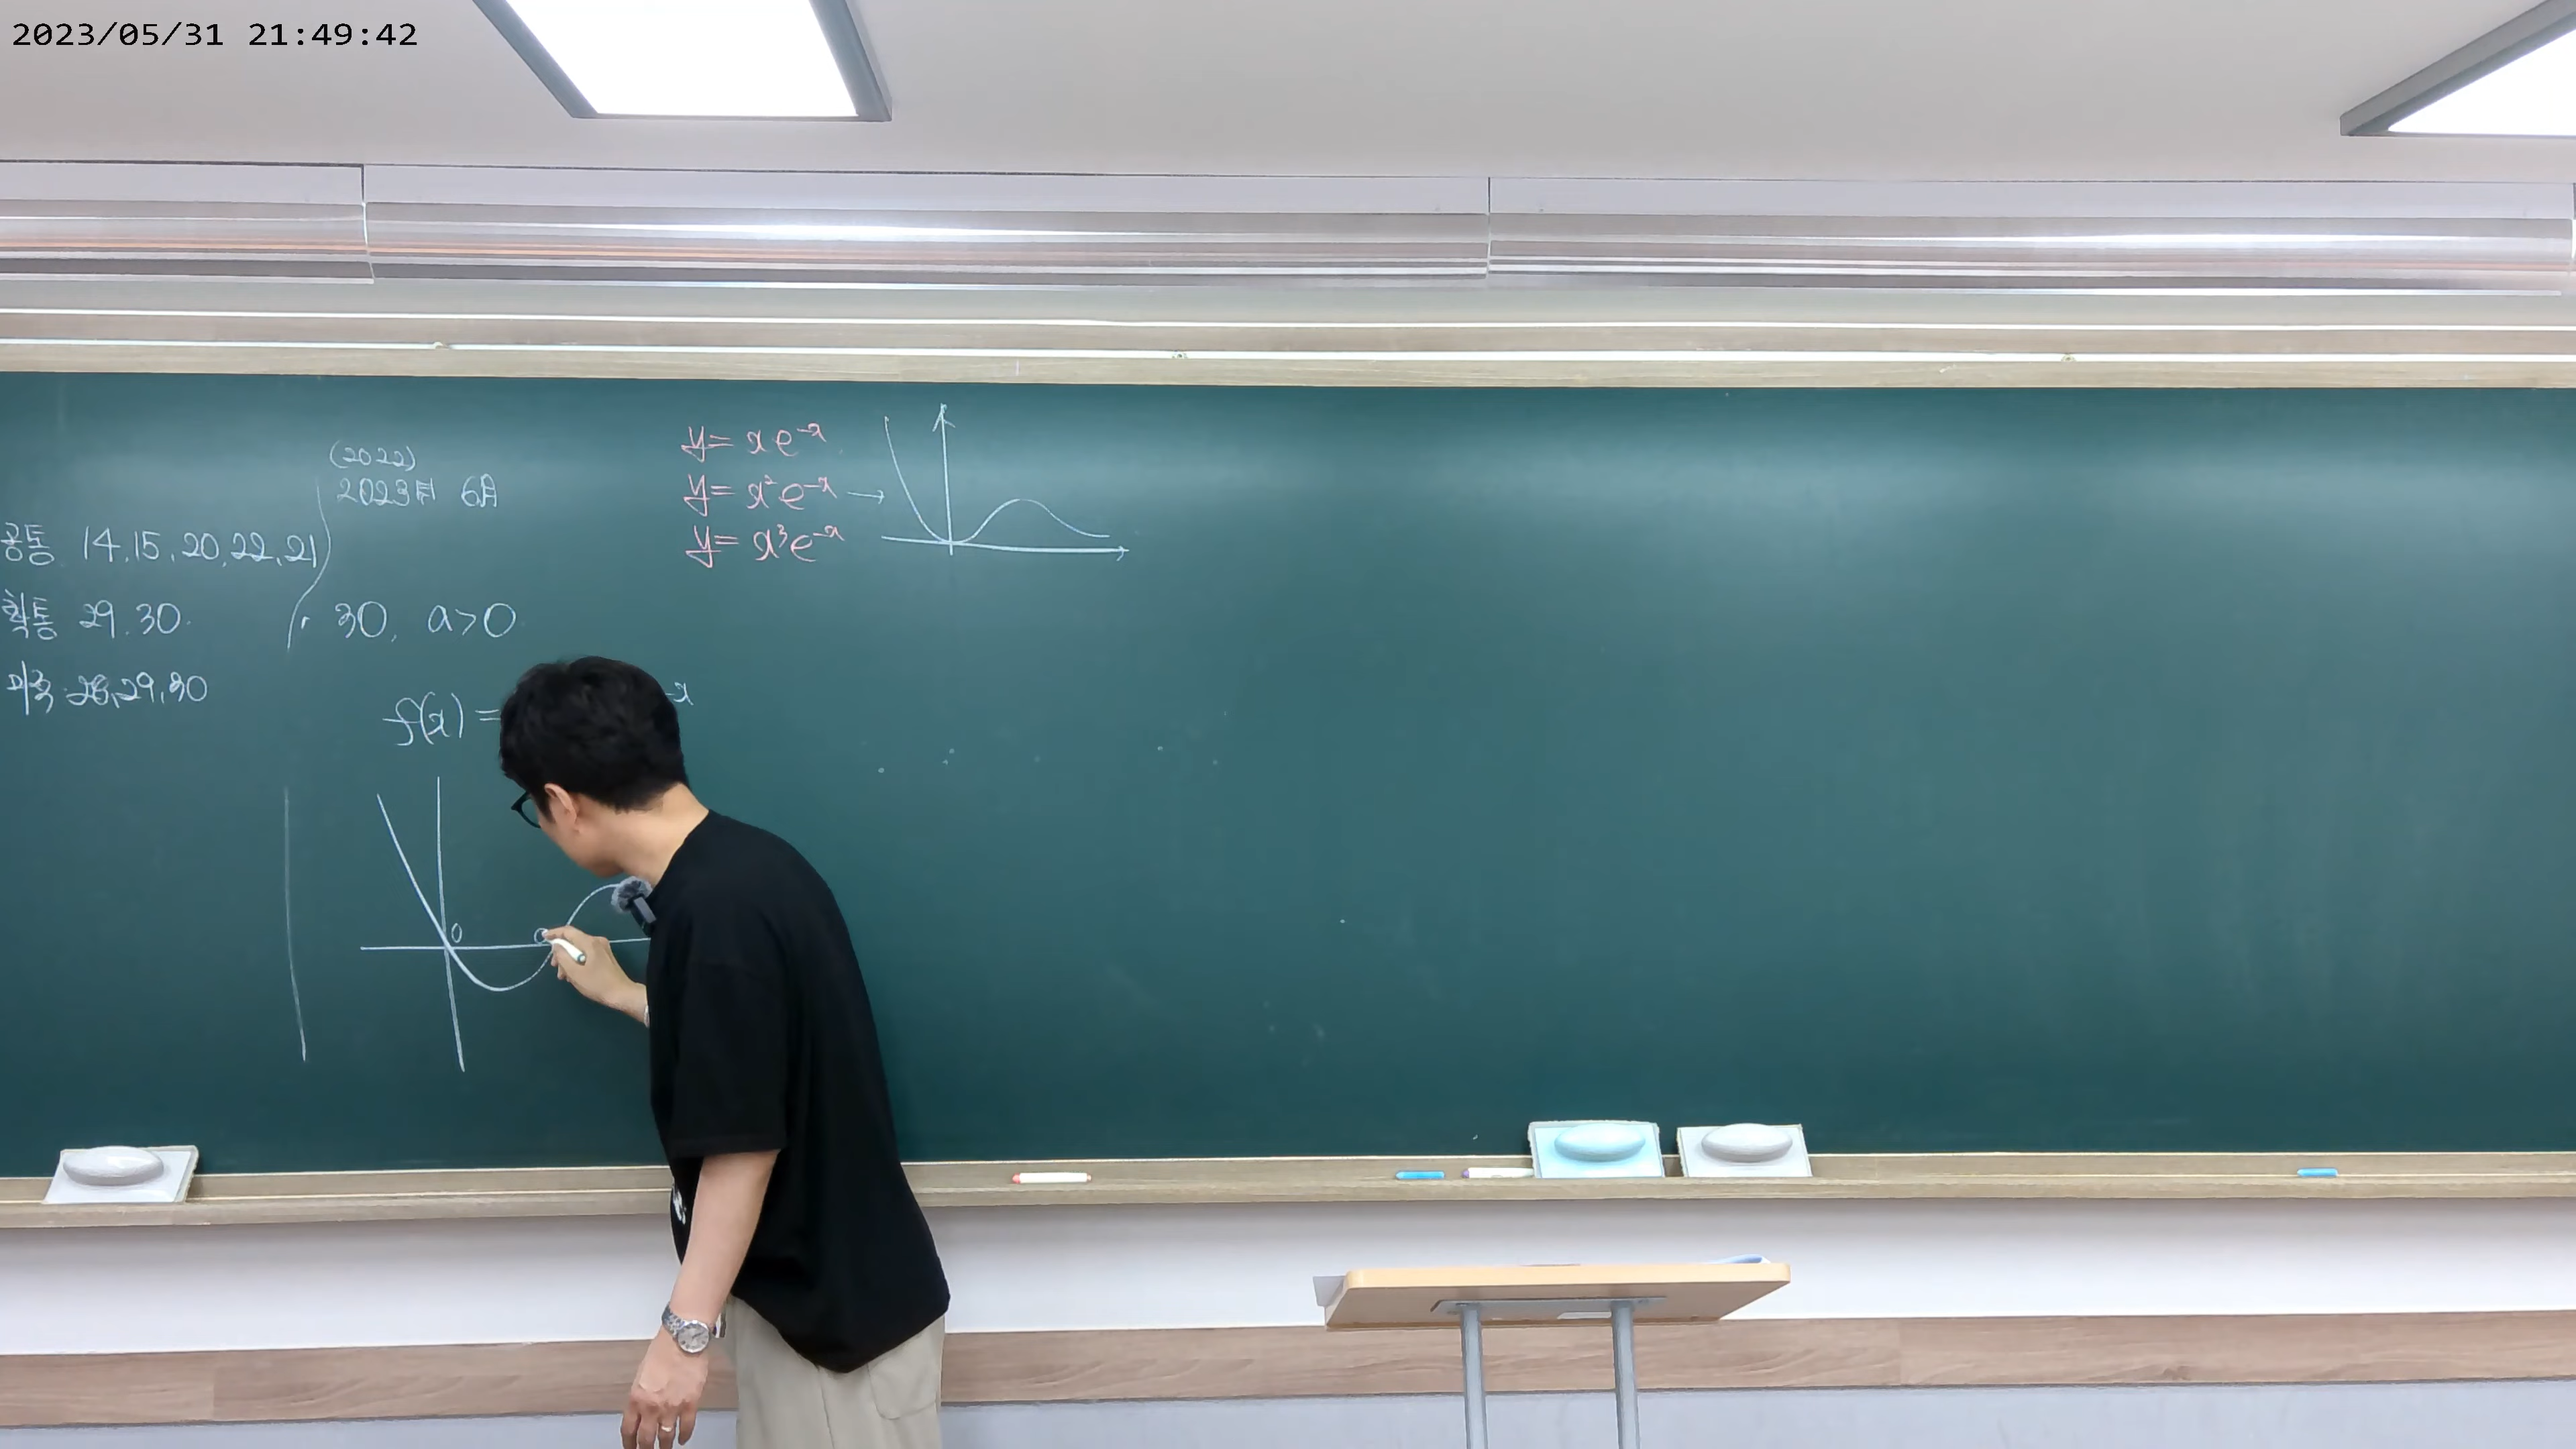 2023/05/31 21:49:42
(2022)
2023학 6月
공통 14, 15, 20, 22, 21
확통 29, 30.
미적 28, 29, 30
30, a>0
f(x) =
-x
0
y= xe^{-x}
y= x²e^{-x} →
y= x³e^{-x}